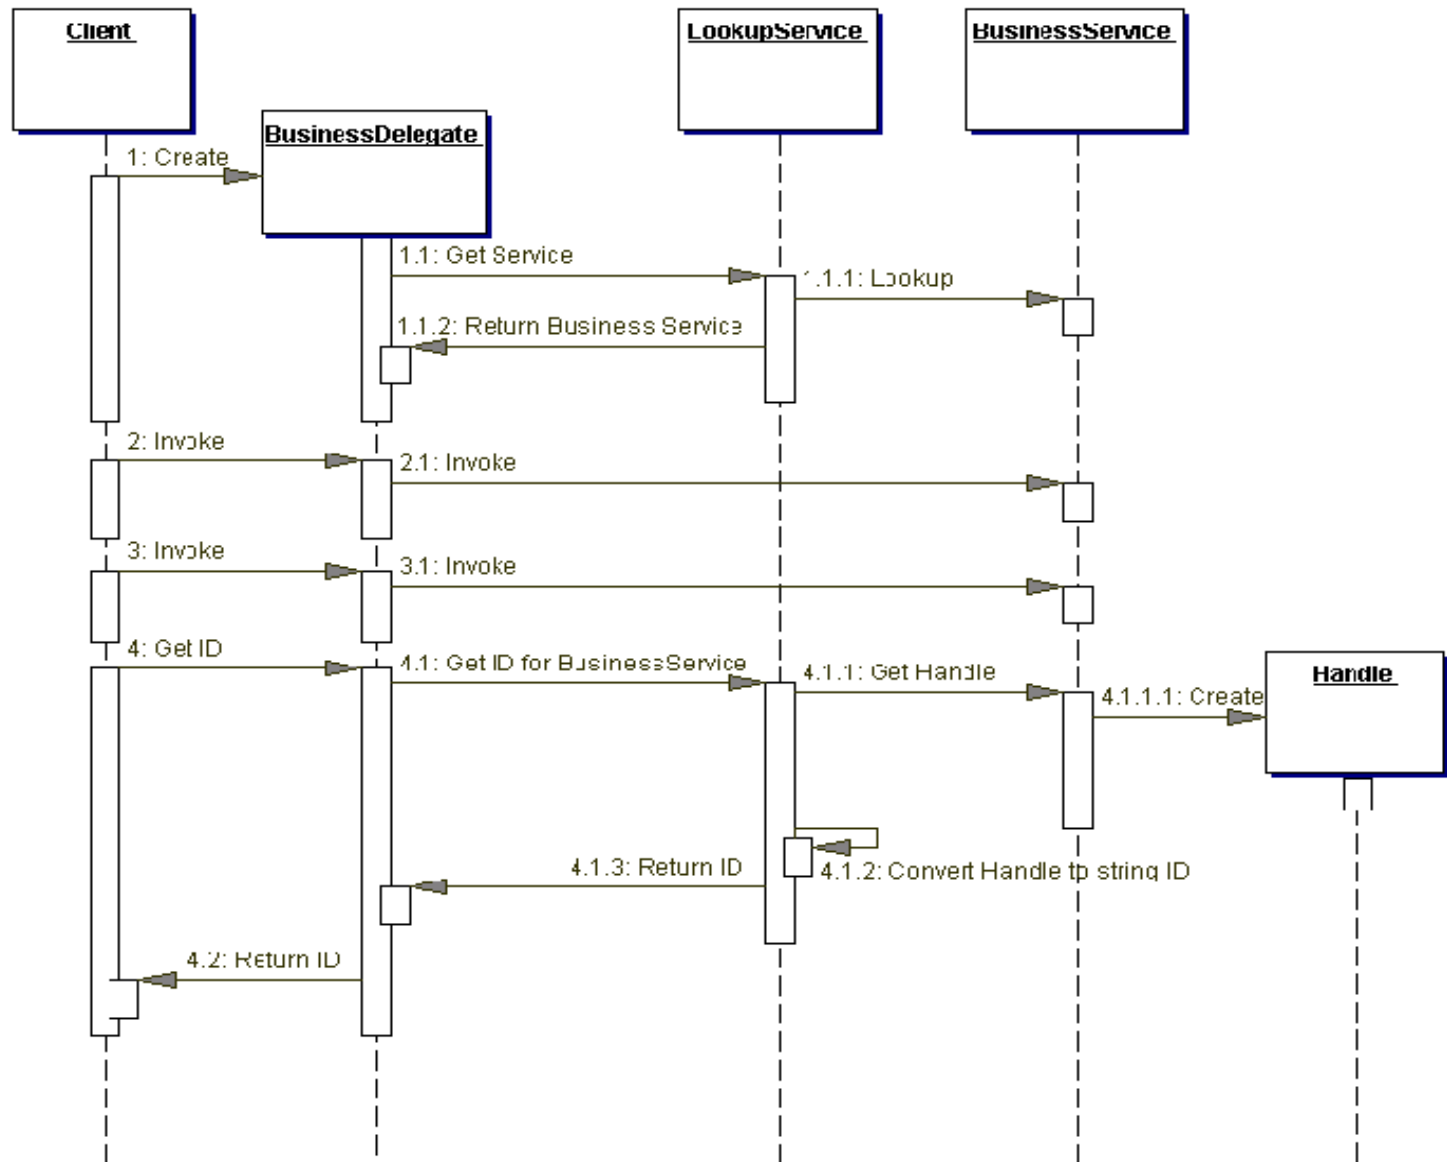 Client
LookupService
BusinessService
BusinessDelegate
1: Create
1.1: Get Service
1.1.1: Lookup
1.1.2: Return Business Service
2: Invoke
2.1: Invoke
3: Invoke
3.1: Invoke
4: Get ID
4.1: Get ID for BusinessService
4.1.1: Get Handle
Handle
4.1.1.1: Create
4.1.3: Return ID
4.1.2: Convert Handle to string ID
4.2: Return ID